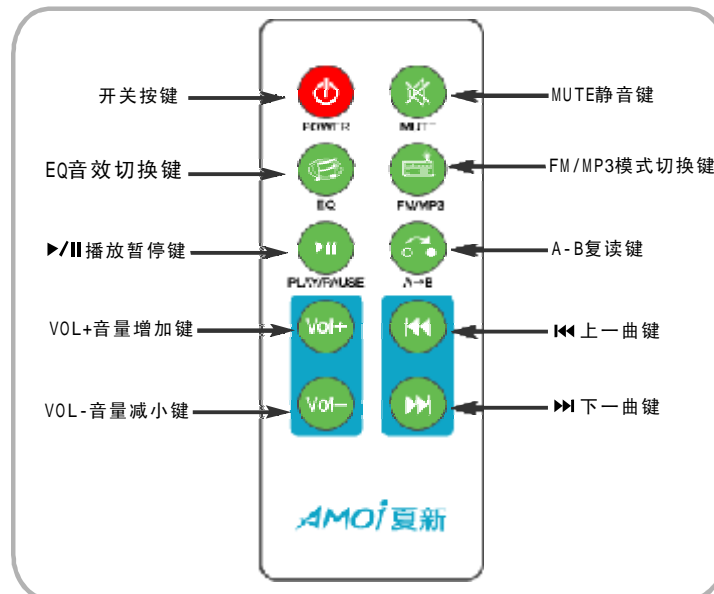 开关按键
MUTE静音键
POWER
MUTE
EQ音效切换键
FM/MP3模式切换键
EQ
FM/MP3
▶/II播放暂停键
A-B复读键
PLAY/PAUSE
A→B
VOL+音量增加键
Vol+
⏮上一曲键
VOL-音量减小键
Vol-
⏭下一曲键
AMOi夏新